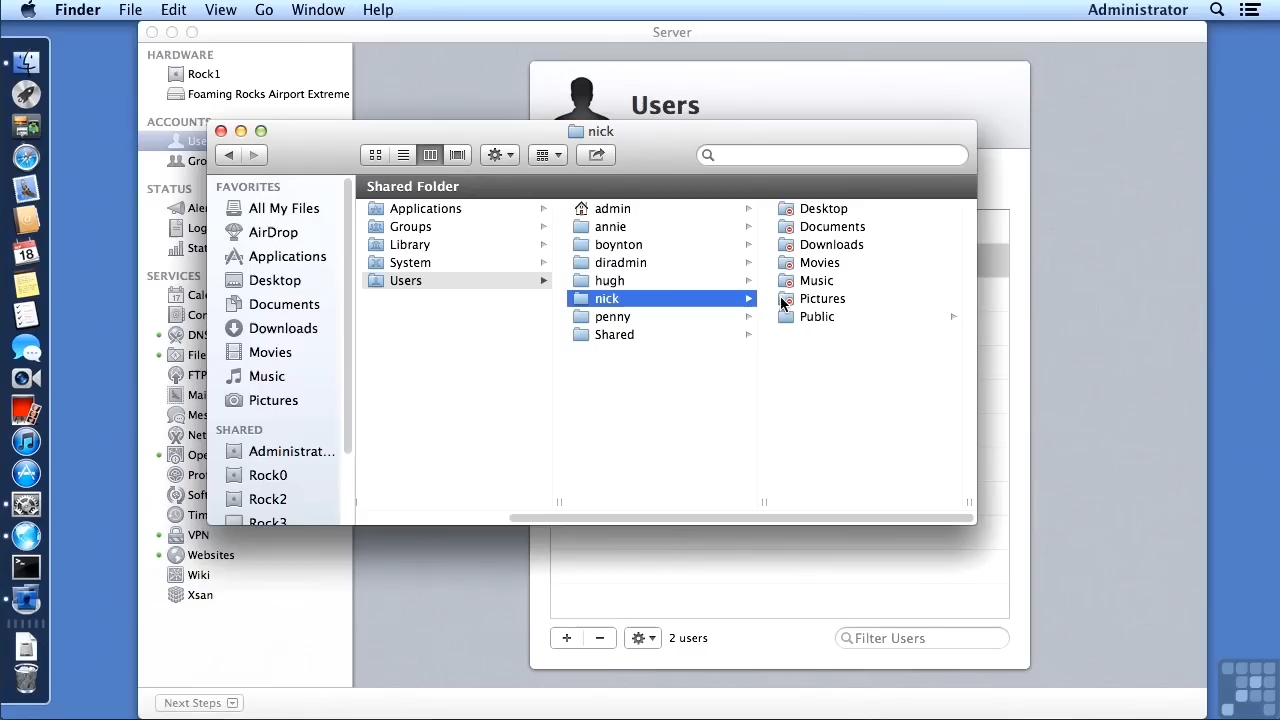 Finder File Edit View Go Window Help Administrator
Server
HARDWARE
Rock1
Foaming Rocks Airport Extreme
ACCOUNTS
STATUS
SERVICES
DNS
VPN
Websites
Wiki
Xsan
Next Steps
Users
nick
FAVORITES
All My Files
AirDrop
Applications
Desktop
Documents
Downloads
Movies
Music
Pictures
SHARED
Administrat...
Rock0
Rock2
Rock3
Shared Folder
Applications
Groups
Library
System
Users
admin
annie
boynton
diradmin
hugh
nick
penny
Shared
Desktop
Documents
Downloads
Movies
Music
Pictures
Public
+ − 2 users Filter Users
18